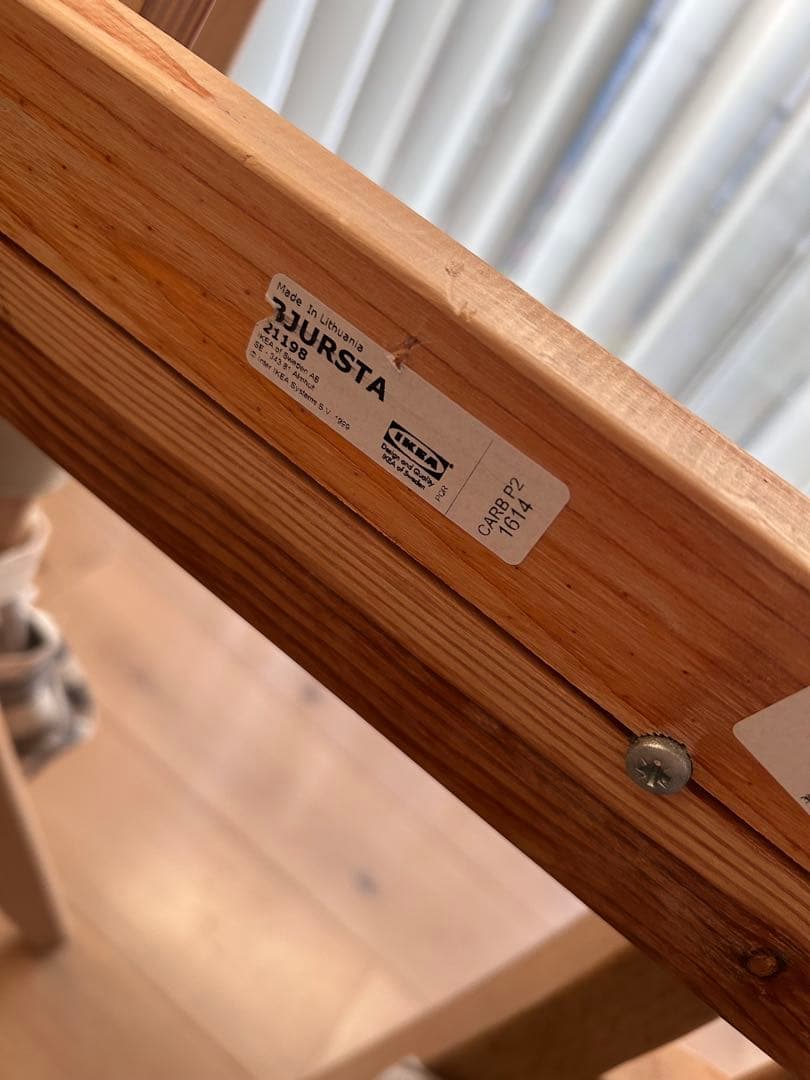 Made In Lithuania
BJURSTA
21198
IKEA of Sweden AB
SE - 343 81 Älmhult
© Inter IKEA Systems B.V. 1999
IKEA®
Design and Quality
IKEA of Sweden
PQR
CARB P2
1614